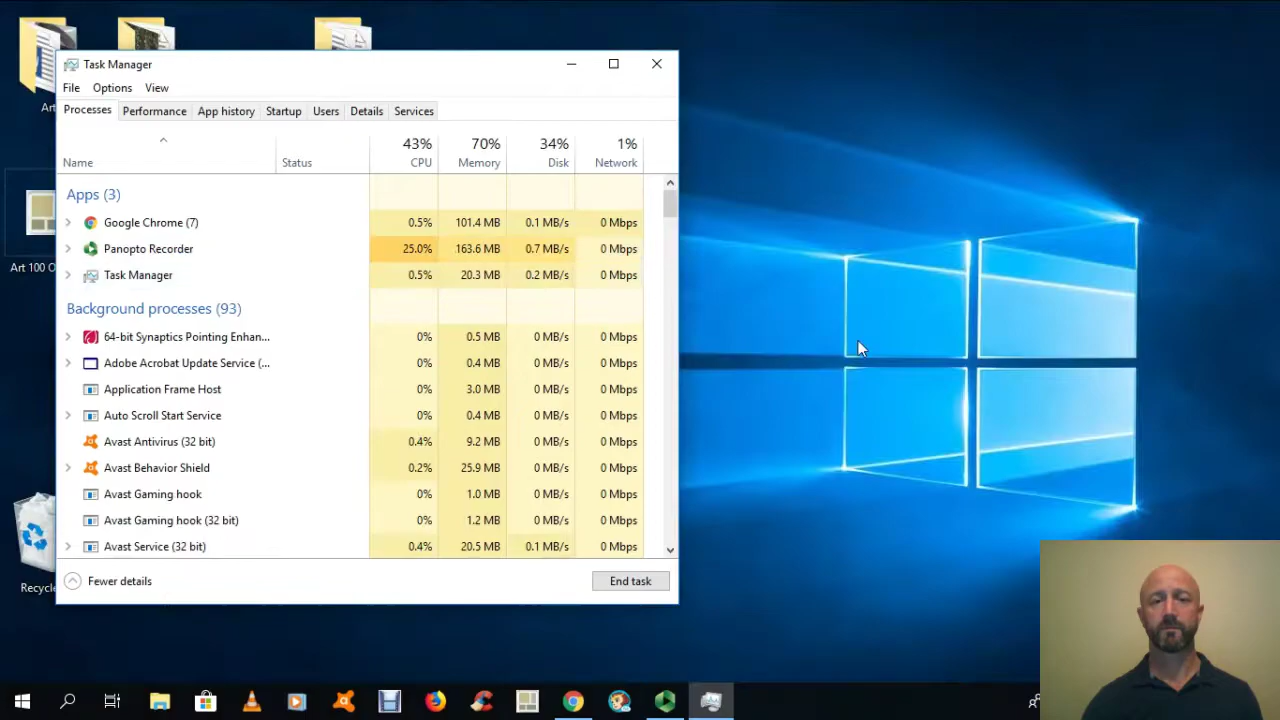 Art
Art 100 O
Recycle
Task Manager
File Options View
Processes Performance App history Startup Users Details Services
43% 70% 34% 1%
Name Status CPU Memory Disk Network
Apps (3)
Google Chrome (7) 0.5% 101.4 MB 0.1 MB/s 0 Mbps
Panopto Recorder 25.0% 163.6 MB 0.7 MB/s 0 Mbps
Task Manager 0.5% 20.3 MB 0.2 MB/s 0 Mbps
Background processes (93)
64-bit Synaptics Pointing Enhan... 0% 0.5 MB 0 MB/s 0 Mbps
Adobe Acrobat Update Service (... 0% 0.4 MB 0 MB/s 0 Mbps
Application Frame Host 0% 3.0 MB 0 MB/s 0 Mbps
Auto Scroll Start Service 0% 0.4 MB 0 MB/s 0 Mbps
Avast Antivirus (32 bit) 0.4% 9.2 MB 0 MB/s 0 Mbps
Avast Behavior Shield 0.2% 25.9 MB 0 MB/s 0 Mbps
Avast Gaming hook 0% 1.0 MB 0 MB/s 0 Mbps
Avast Gaming hook (32 bit) 0% 1.2 MB 0 MB/s 0 Mbps
Avast Service (32 bit) 0.4% 20.5 MB 0.1 MB/s 0 Mbps
Fewer details End task